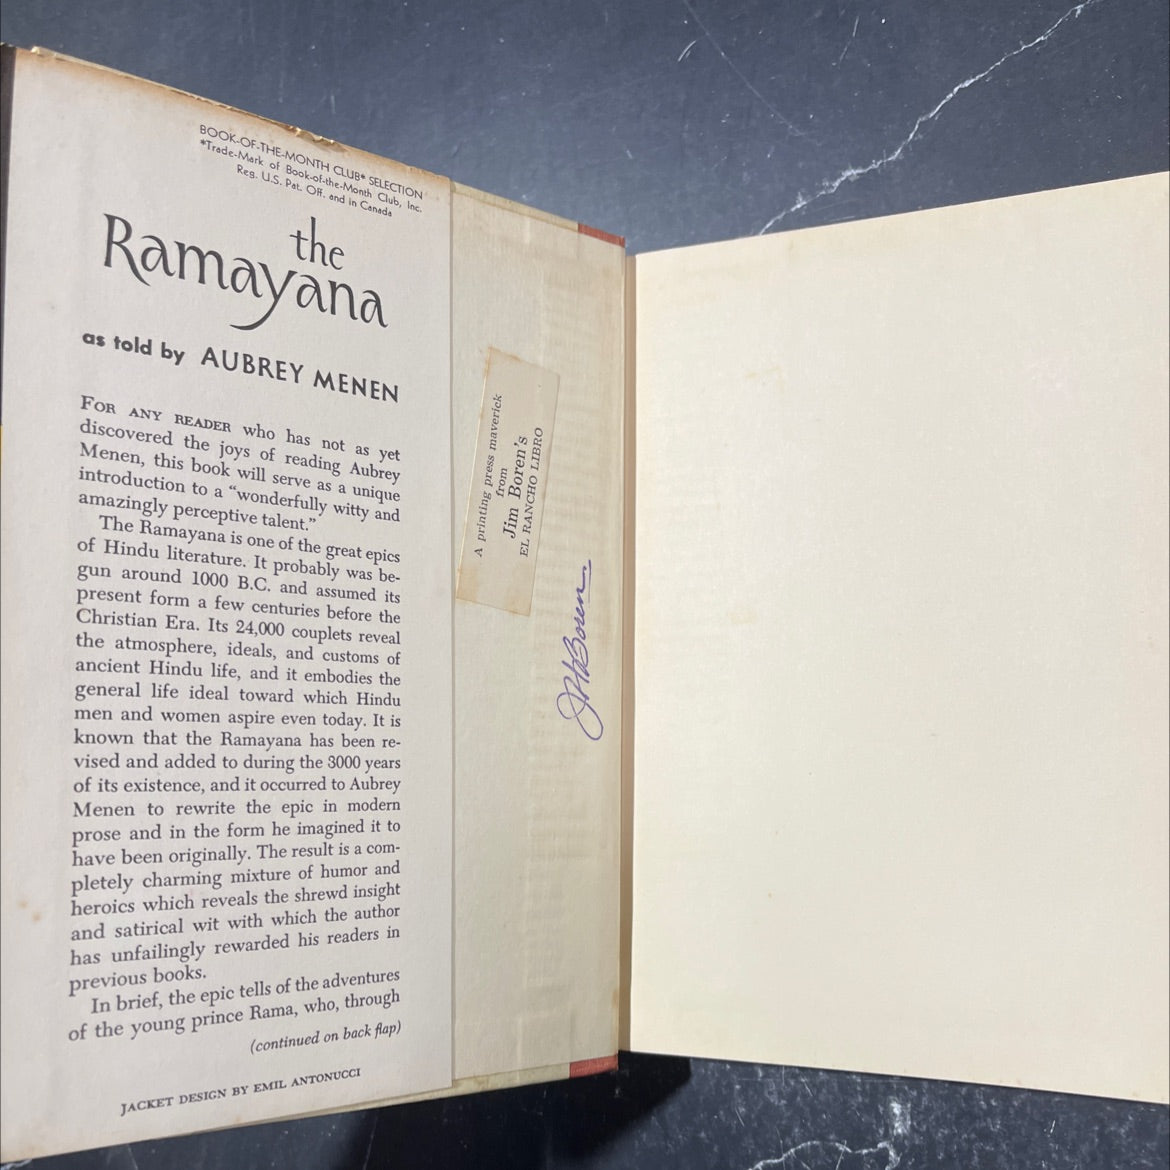 BOOK-OF-THE-MONTH CLUB* SELECTION
*Trade-Mark of Book-of-the-Month Club, Inc.
Reg. U.S. Pat. Off. and in Canada
the
Ramayana
as told by AUBREY MENEN
FOR ANY READER who has not as yet
discovered the joys of reading Aubrey
Menen, this book will serve as a unique
introduction to a “wonderfully witty and
amazingly perceptive talent.”
The Ramayana is one of the great epics
of Hindu literature. It probably was be-
gun around 1000 B.C. and assumed its
present form a few centuries before the
Christian Era. Its 24,000 couplets reveal
the atmosphere, ideals, and customs of
ancient Hindu life, and it embodies the
general life ideal toward which Hindu
men and women aspire even today. It is
known that the Ramayana has been re-
vised and added to during the 3000 years
of its existence, and it occurred to Aubrey
Menen to rewrite the epic in modern
prose and in the form he imagined it to
have been originally. The result is a com-
pletely charming mixture of humor and
heroics which reveals the shrewd insight
and satirical wit with which the author
has unfailingly rewarded his readers in
previous books.
In brief, the epic tells of the adventures
of the young prince Rama, who, through
(continued on back flap)
JACKET DESIGN BY EMIL ANTONUCCI
A printing press maverick
from
Jim Boren's
EL RANCHO LIBRO
JHBoren.